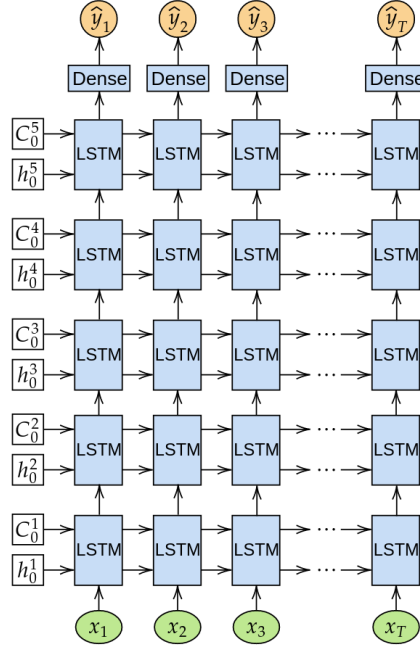 ŷ₁ ŷ₂ ŷ₃ ŷ_T
Dense Dense Dense Dense
C₀⁵
LSTM LSTM LSTM ... LSTM
h₀⁵
C₀⁴
LSTM LSTM LSTM ... LSTM
h₀⁴
C₀³
LSTM LSTM LSTM ... LSTM
h₀³
C₀²
LSTM LSTM LSTM ... LSTM
h₀²
C₀¹
LSTM LSTM LSTM ... LSTM
h₀¹
x₁ x₂ x₃ x_T